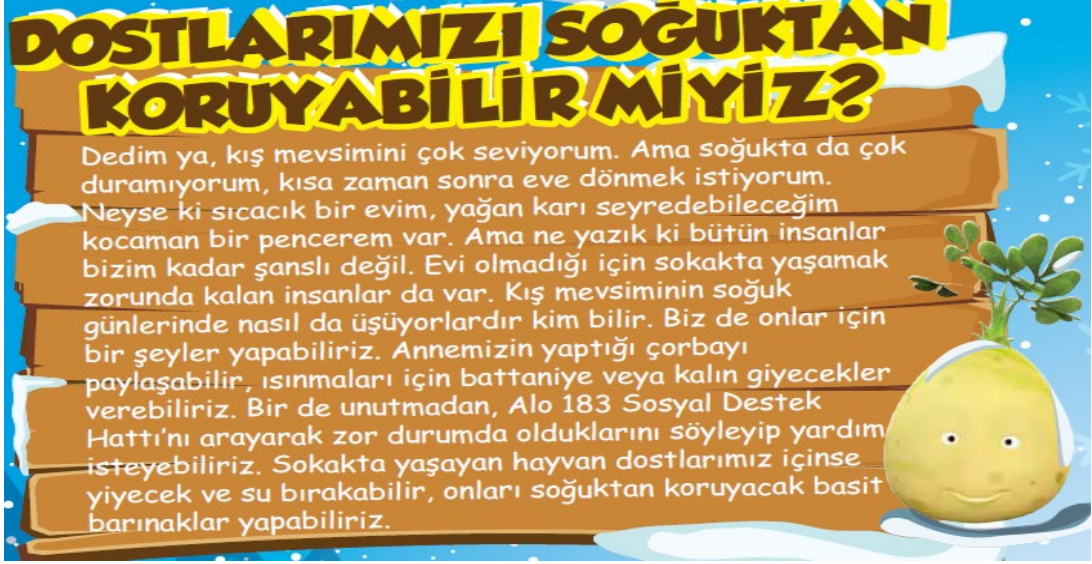 DOSTLARIMIZI SOĞUKTAN
KORUYABİLİR MİYİZ?
Dedim ya, kış mevsimini çok seviyorum. Ama soğukta da çok
duramıyorum, kısa zaman sonra eve dönmek istiyorum.
Neyse ki sıcacık bir evim, yağan karı seyredebileceğim
kocaman bir pencerem var. Ama ne yazık ki bütün insanlar
bizim kadar şanslı değil. Evi olmadığı için sokakta yaşamak
zorunda kalan insanlar da var. Kış mevsiminin soğuk
günlerinde nasıl da üşüyorlardır kim bilir. Biz de onlar için
bir şeyler yapabiliriz. Annemizin yaptığı çorbayı
paylaşabilir, ısınmaları için battaniye veya kalın giyecekler
verebiliriz. Bir de unutmadan, Alo 183 Sosyal Destek
Hattı’nı arayarak zor durumda olduklarını söyleyip yardım
isteyebiliriz. Sokakta yaşayan hayvan dostlarımız içinse
yiyecek ve su bırakabilir, onları soğuktan koruyacak basit
barınaklar yapabiliriz.